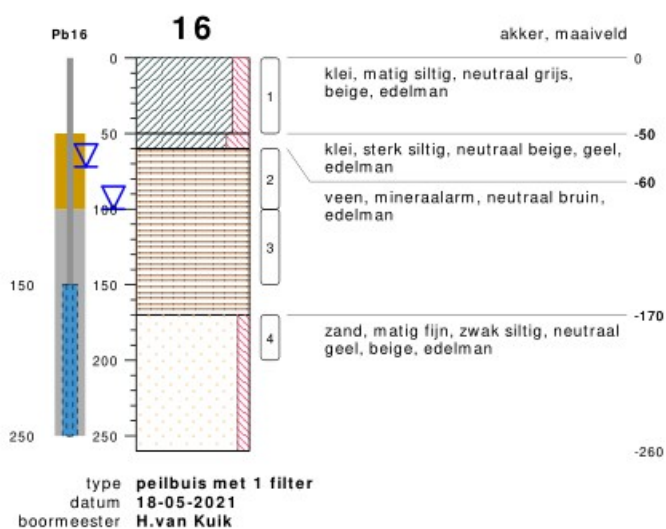 Pb16
16
akker, maaiveld
0
0
klei, matig siltig, neutraal grijs,
beige, edelman
1
50
-50
klei, sterk siltig, neutraal beige, geel,
edelman
-60
2
veen, mineraalarm, neutraal bruin,
edelman
100
3
150
150
-170
4
zand, matig fijn, zwak siltig, neutraal
geel, beige, edelman
200
250
250
-260
type peilbuis met 1 filter
datum 18-05-2021
boormeester H.van Kuik